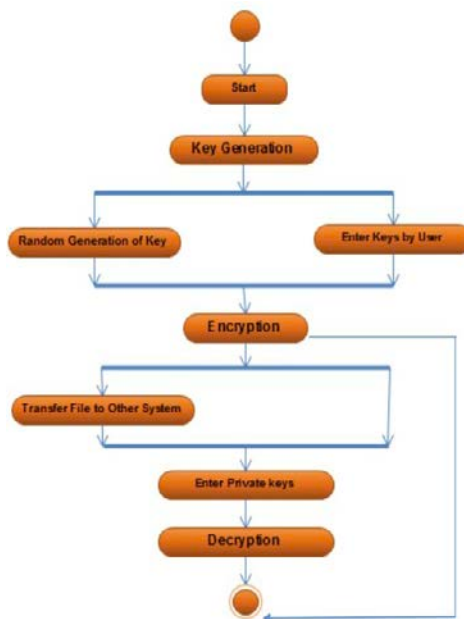 Start
Key Generation
Random Generation of Key
Enter Keys by User
Encryption
Transfer File to Other System
Enter Private keys
Decryption